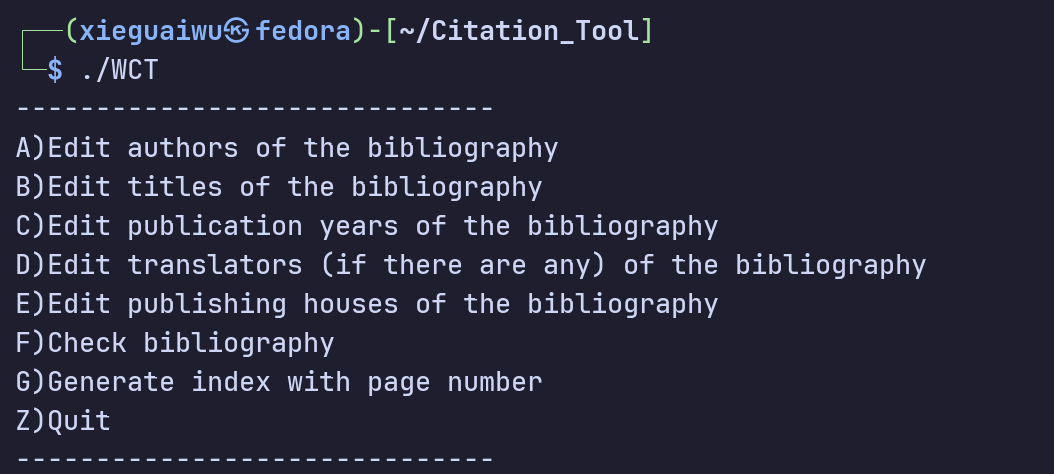 ┌──(xieguaiwu㉿fedora)-[~/Citation_Tool]
└─$ ./WCT
------------------------------
A)Edit authors of the bibliography
B)Edit titles of the bibliography
C)Edit publication years of the bibliography
D)Edit translators (if there are any) of the bibliography
E)Edit publishing houses of the bibliography
F)Check bibliography
G)Generate index with page number
Z)Quit
------------------------------